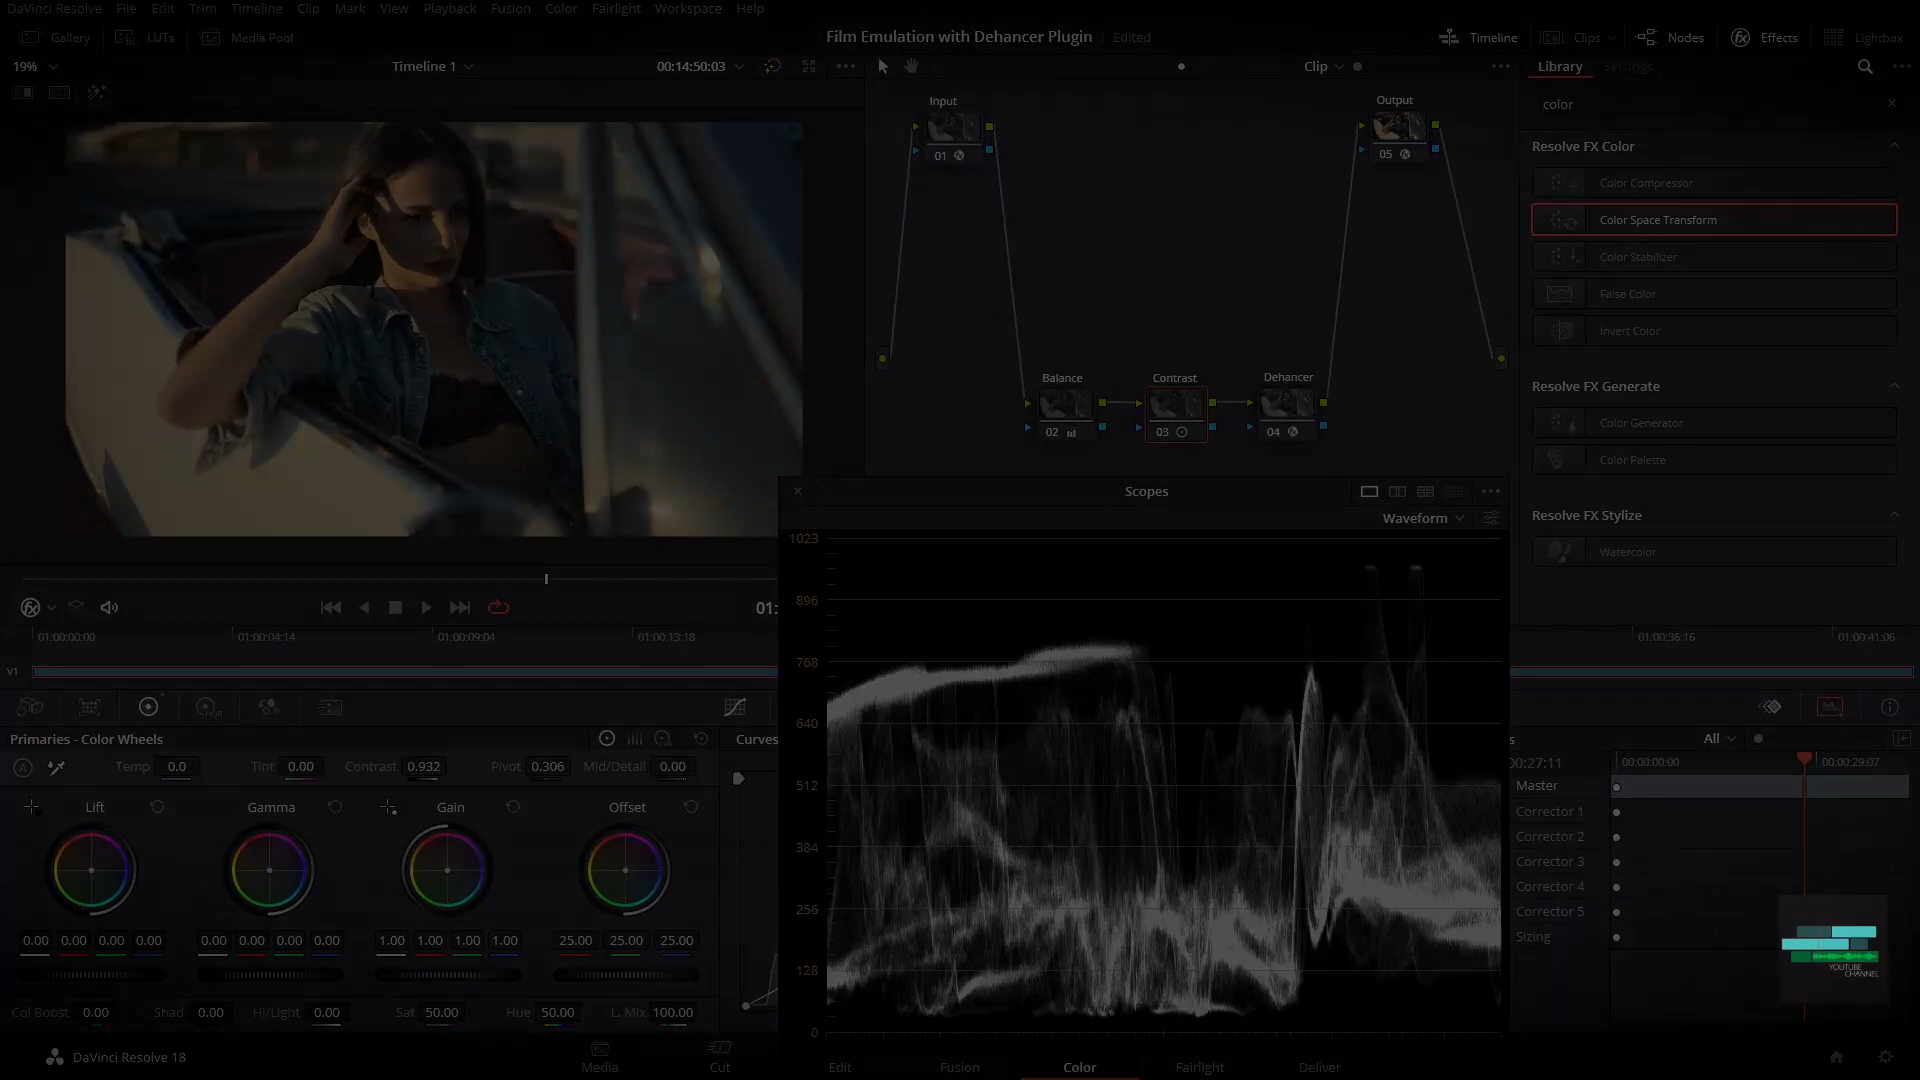 DaVinci Resolve File Edit Trim Timeline Clip Mark View Playback Fusion Color Fairlight Workspace Help
Gallery LUTs Media Pool Film Emulation with Dehancer Plugin Edited Timeline Clips Nodes Effects Lightbox
19% Timeline 1 00:14:50:03 Clip Library Settings
color
Input Output
01 05
Resolve FX Color
Color Compressor
Color Space Transform
Color Stabilizer
False Color
Invert Color
Balance Contrast Dehancer
02 03 04
Resolve FX Generate
Color Generator
Color Palette
Resolve FX Stylize
Watercolor
Scopes
Waveform
1023
896
768
640
512
384
256
128
0
01:
01:00:00:00 01:00:04:14 01:00:09:04 01:00:13:18 01:00:36:16 01:00:41:06
V1
HDR
Primaries - Color Wheels Curves s All
Temp 0.0 Tint 0.00 Contrast 0.932 Pivot 0.306 Mid/Detail 0.00
A
00:27:11 00:00:00:00 00:00:29:07
Lift Gamma Gain Offset
Master
Corrector 1
Corrector 2
Corrector 3
Corrector 4
Corrector 5
Sizing
0.00 0.00 0.00 0.00 0.00 0.00 0.00 0.00 1.00 1.00 1.00 1.00 25.00 25.00 25.00
Col Boost 0.00 Shad 0.00 Hi/Light 0.00 Sat 50.00 Hue 50.00 L. Mix 100.00
YOUTUBE
CHANNEL
DaVinci Resolve 18 Media Cut Edit Fusion Color Fairlight Deliver